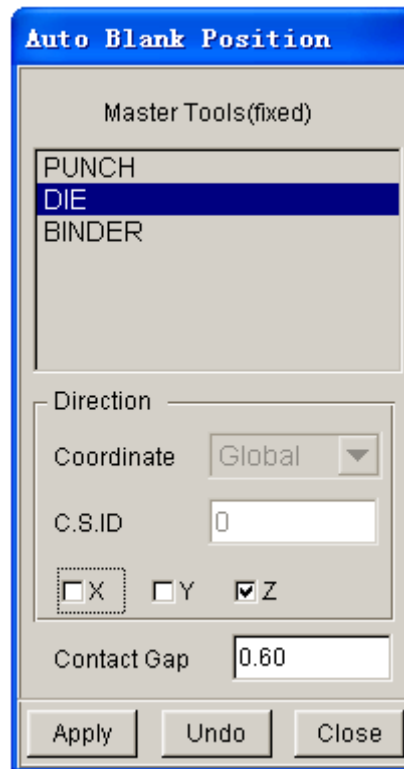 Auto Blank Position
Master Tools(fixed)
PUNCH
DIE
BINDER
Direction
Coordinate Global
C.S.ID 0
X Y Z
Contact Gap 0.60
Apply Undo Close